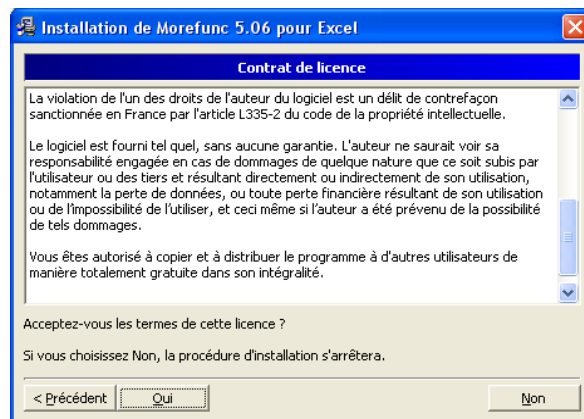 Installation de Morefunc 5.06 pour Excel
Contrat de licence
La violation de l'un des droits de l'auteur du logiciel est un délit de contrefaçon
sanctionnée en France par l'article L335-2 du code de la propriété intellectuelle.
Le logiciel est fourni tel quel, sans aucune garantie. L'auteur ne saurait voir sa
responsabilité engagée en cas de dommages de quelque nature que ce soit subis par
l'utilisateur ou des tiers et résultant directement ou indirectement de son utilisation,
notamment la perte de données, ou toute perte financière résultant de son utilisation
ou de l'impossibilité de l'utiliser, et ceci même si l'auteur a été prévenu de la possibilité
de tels dommages.
Vous êtes autorisé à copier et à distribuer le programme à d'autres utilisateurs de
manière totalement gratuite dans son intégralité.
Acceptez-vous les termes de cette licence ?
Si vous choisissez Non, la procédure d'installation s'arrêtera.
< Précédent Oui Non